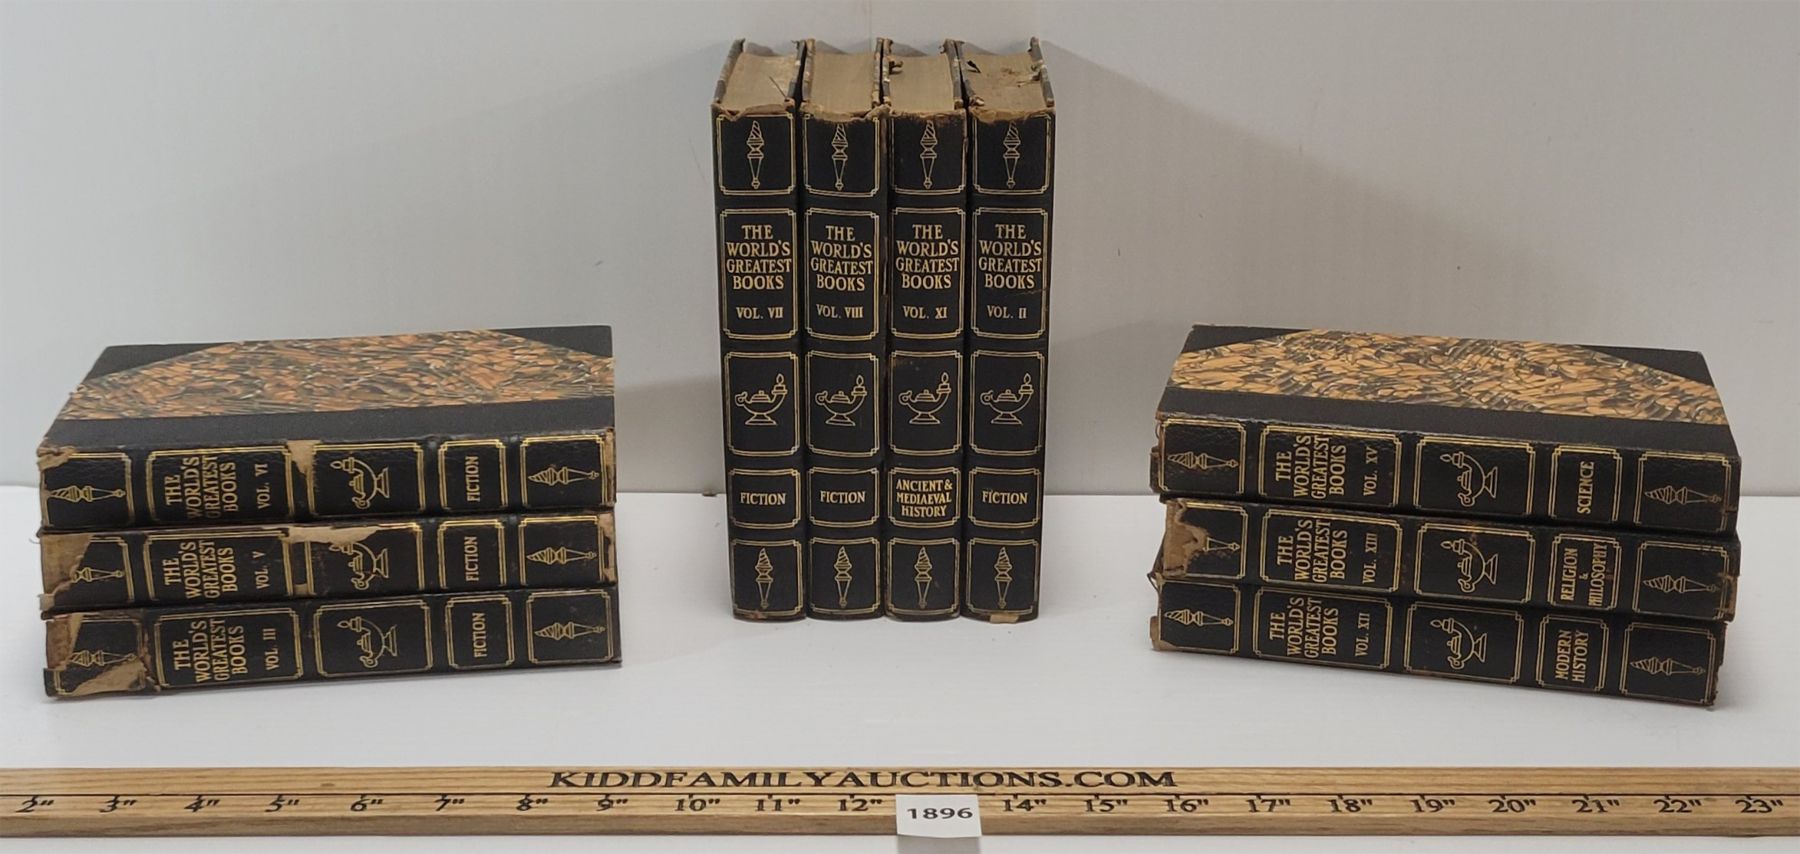 THE
WORLD'S
GREATEST
BOOKS
VOL. VI
FICTION
THE
WORLD'S
GREATEST
BOOKS
VOL. V
FICTION
THE
WORLD'S
GREATEST
BOOKS
VOL. III
FICTION
THE
WORLD'S
GREATEST
BOOKS
VOL. VII
FICTION
THE
WORLD'S
GREATEST
BOOKS
VOL. VIII
FICTION
THE
WORLD'S
GREATEST
BOOKS
VOL. XI
ANCIENT &
MEDIAEVAL
HISTORY
THE
WORLD'S
GREATEST
BOOKS
VOL. II
FICTION
THE
WORLD'S
GREATEST
BOOKS
VOL. XV
SCIENCE
THE
WORLD'S
GREATEST
BOOKS
VOL. XIII
RELIGION
&
PHILOSOPHY
THE
WORLD'S
GREATEST
BOOKS
VOL. XII
MODERN
HISTORY
KIDDFAMILYAUCTIONS.COM
2" 3" 4" 5" 6" 7" 8" 9" 10" 11" 12" 14" 15" 16" 17" 18" 19" 20" 21" 22" 23"
1896